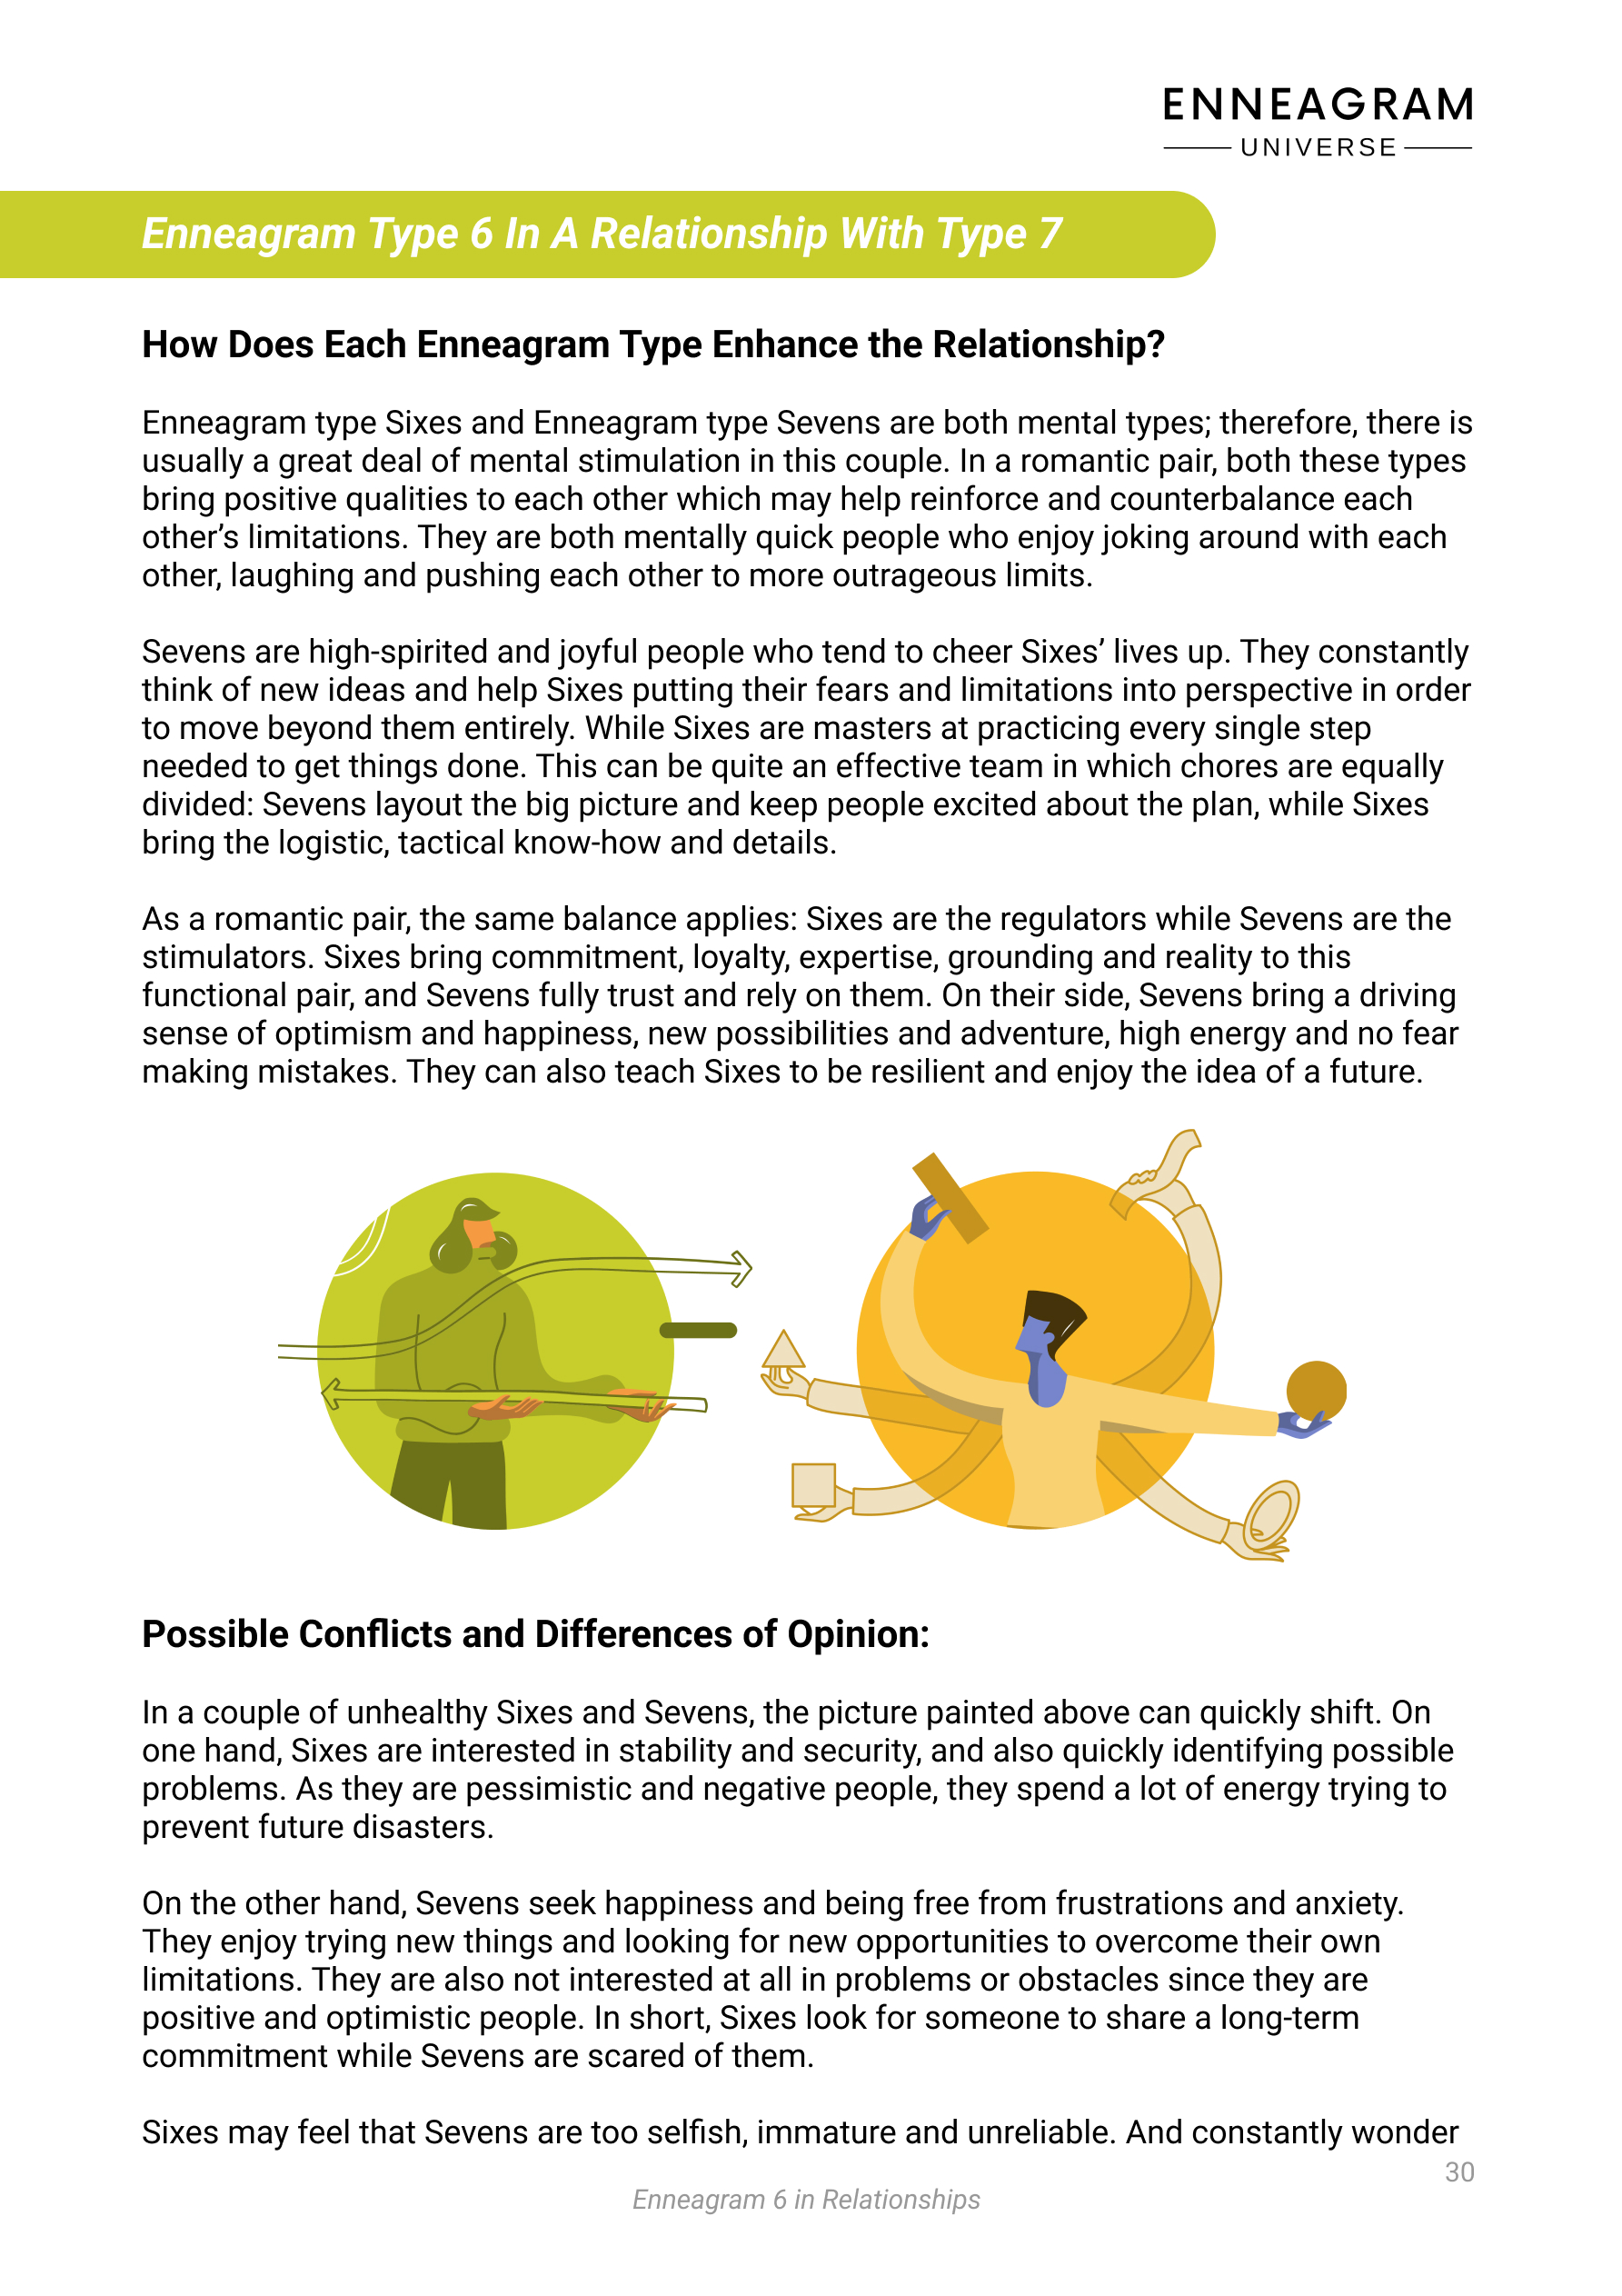 ENNEAGRAM
UNIVERSE
Enneagram Type 6 In A Relationship With Type 7
How Does Each Enneagram Type Enhance the Relationship?
Enneagram type Sixes and Enneagram type Sevens are both mental types; therefore, there is
usually a great deal of mental stimulation in this couple. In a romantic pair, both these types
bring positive qualities to each other which may help reinforce and counterbalance each
other’s limitations. They are both mentally quick people who enjoy joking around with each
other, laughing and pushing each other to more outrageous limits.
Sevens are high-spirited and joyful people who tend to cheer Sixes’ lives up. They constantly
think of new ideas and help Sixes putting their fears and limitations into perspective in order
to move beyond them entirely. While Sixes are masters at practicing every single step
needed to get things done. This can be quite an effective team in which chores are equally
divided: Sevens layout the big picture and keep people excited about the plan, while Sixes
bring the logistic, tactical know-how and details.
As a romantic pair, the same balance applies: Sixes are the regulators while Sevens are the
stimulators. Sixes bring commitment, loyalty, expertise, grounding and reality to this
functional pair, and Sevens fully trust and rely on them. On their side, Sevens bring a driving
sense of optimism and happiness, new possibilities and adventure, high energy and no fear
making mistakes. They can also teach Sixes to be resilient and enjoy the idea of a future.
Possible Conflicts and Differences of Opinion:
In a couple of unhealthy Sixes and Sevens, the picture painted above can quickly shift. On
one hand, Sixes are interested in stability and security, and also quickly identifying possible
problems. As they are pessimistic and negative people, they spend a lot of energy trying to
prevent future disasters.
On the other hand, Sevens seek happiness and being free from frustrations and anxiety.
They enjoy trying new things and looking for new opportunities to overcome their own
limitations. They are also not interested at all in problems or obstacles since they are
positive and optimistic people. In short, Sixes look for someone to share a long-term
commitment while Sevens are scared of them.
Sixes may feel that Sevens are too selfish, immature and unreliable. And constantly wonder
30
Enneagram 6 in Relationships